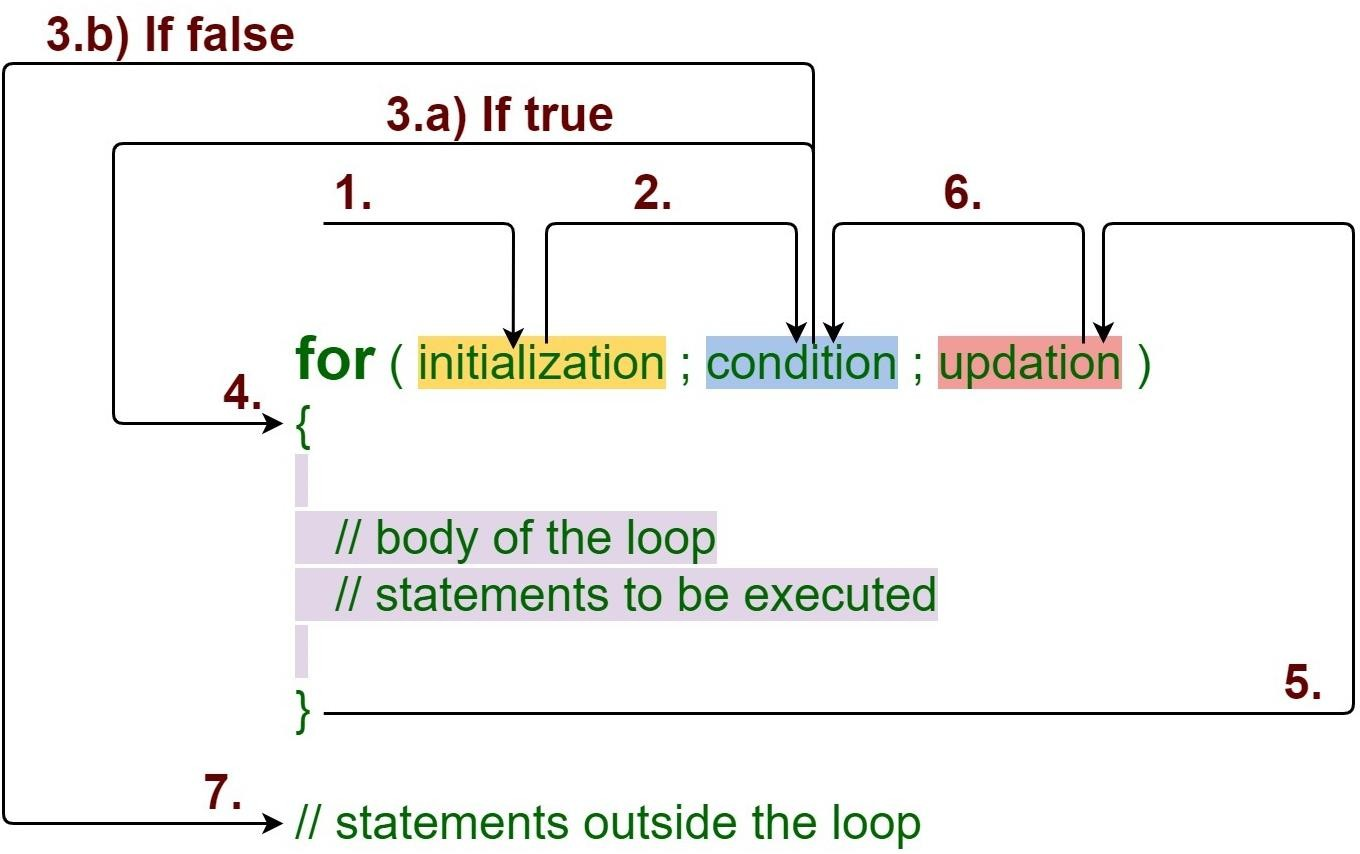 3.b) If false
3.a) If true
1. 2. 6.
for ( initialization ; condition ; updation )
4.
{
// body of the loop
// statements to be executed
5.
}
7.
// statements outside the loop